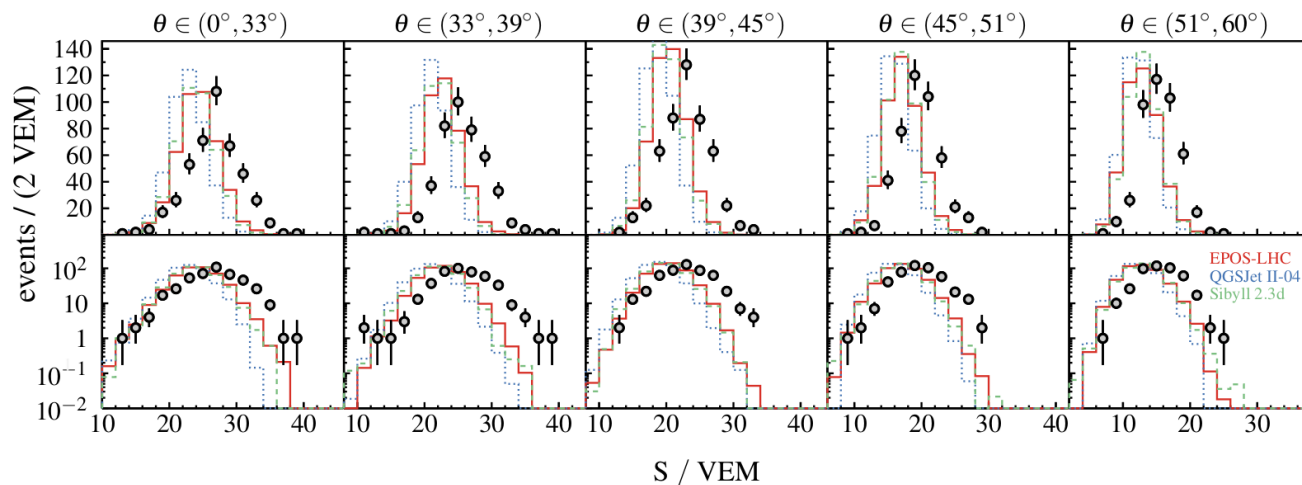 θ ∈ (0°,33°) θ ∈ (33°,39°) θ ∈ (39°,45°) θ ∈ (45°,51°) θ ∈ (51°,60°)
140
120
100
80
60
40
20
events / (2 VEM)
10²
10
1
10⁻¹
10⁻²
EPOS-LHC
QGSJet II-04
Sibyll 2.3d
10 20 30 40 10 20 30 40 10 20 30 40 10 20 30 40 10 20 30
S / VEM